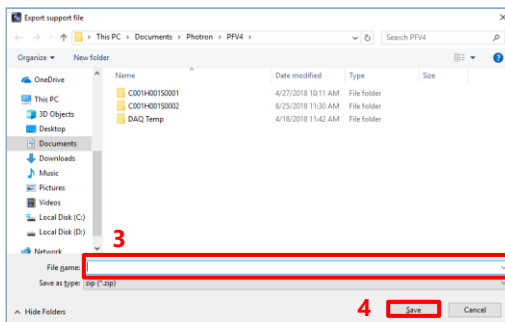 Export support file
This PC > Documents > Photron > PFV4 >
Search PFV4
Organize
New folder
Name
Date modified
Type
Size
OneDrive
This PC
3D Objects
Desktop
Documents
Downloads
Music
Pictures
Videos
Local Disk (C:)
Local Disk (D:)
Network
C001H001S0001 4/27/2018 10:11 AM File folder
C001H001S0002 6/25/2018 11:30 AM File folder
DAQ Temp 4/18/2018 11:42 AM File folder
3
File name:
Save as type: zip (*.zip)
Hide Folders
4
Save
Cancel